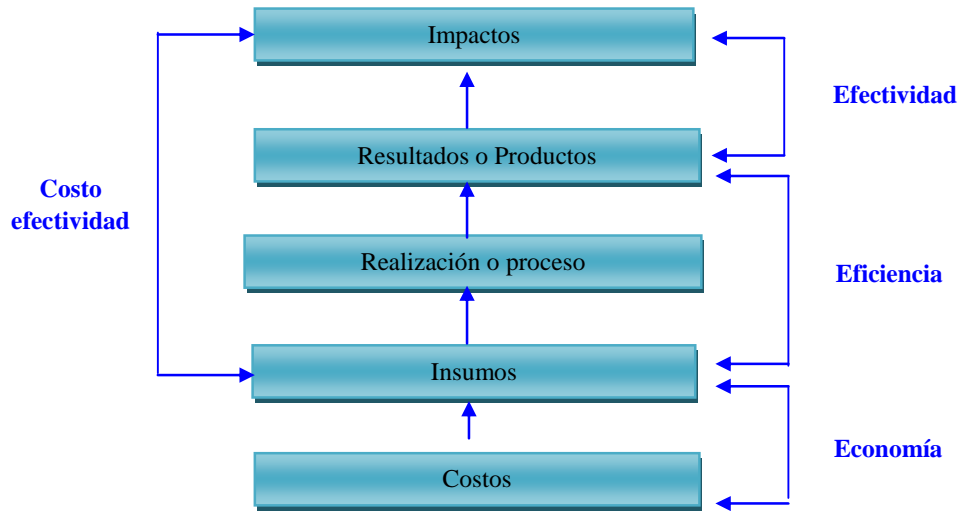 Impactos
Efectividad
Resultados o Productos
Costo
efectividad
Realización o proceso
Eficiencia
Insumos
Economía
Costos